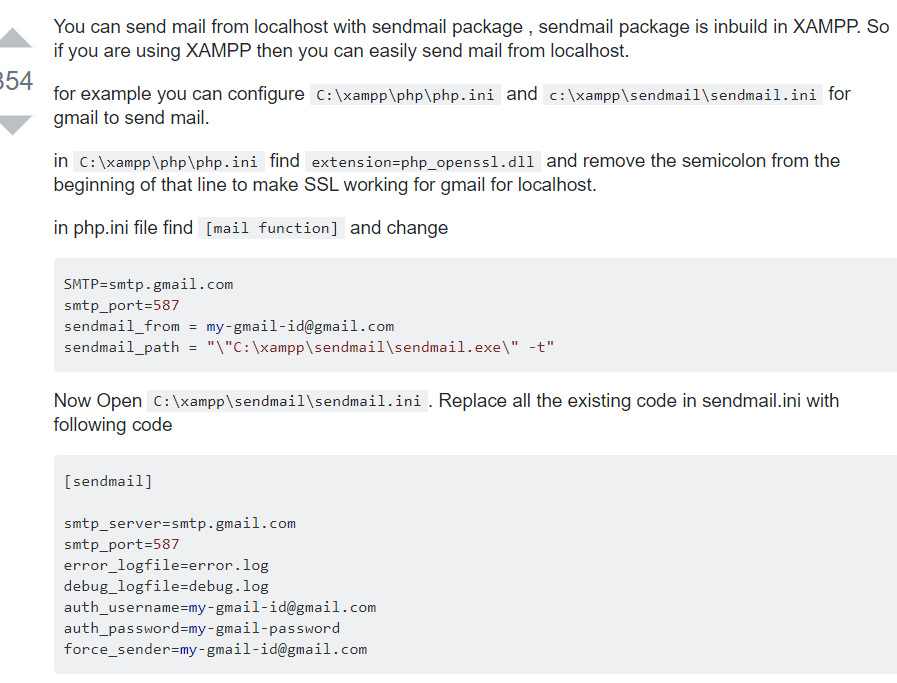 You can send mail from localhost with sendmail package , sendmail package is inbuild in XAMPP. So
if you are using XAMPP then you can easily send mail from localhost.
354
for example you can configure C:\xampp\php\php.ini and c:\xampp\sendmail\sendmail.ini for
gmail to send mail.
in C:\xampp\php\php.ini find extension=php_openssl.dll and remove the semicolon from the
beginning of that line to make SSL working for gmail for localhost.
in php.ini file find [mail function] and change
SMTP=smtp.gmail.com
smtp_port=587
sendmail_from = my-gmail-id@gmail.com
sendmail_path = "\"C:\xampp\sendmail\sendmail.exe\" -t"
Now Open C:\xampp\sendmail\sendmail.ini . Replace all the existing code in sendmail.ini with
following code
[sendmail]
smtp_server=smtp.gmail.com
smtp_port=587
error_logfile=error.log
debug_logfile=debug.log
auth_username=my-gmail-id@gmail.com
auth_password=my-gmail-password
force_sender=my-gmail-id@gmail.com